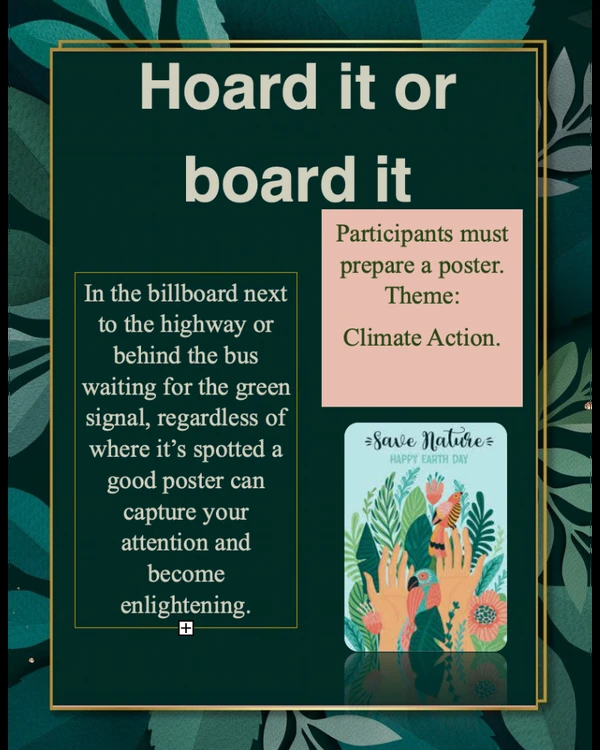 Hoard it or
board it
Participants must
prepare a poster.
Theme:
Climate Action.
In the billboard next
to the highway or
behind the bus
waiting for the green
signal, regardless of
where it’s spotted a
good poster can
capture your
attention and
become
enlightening.
Save Nature
HAPPY EARTH DAY